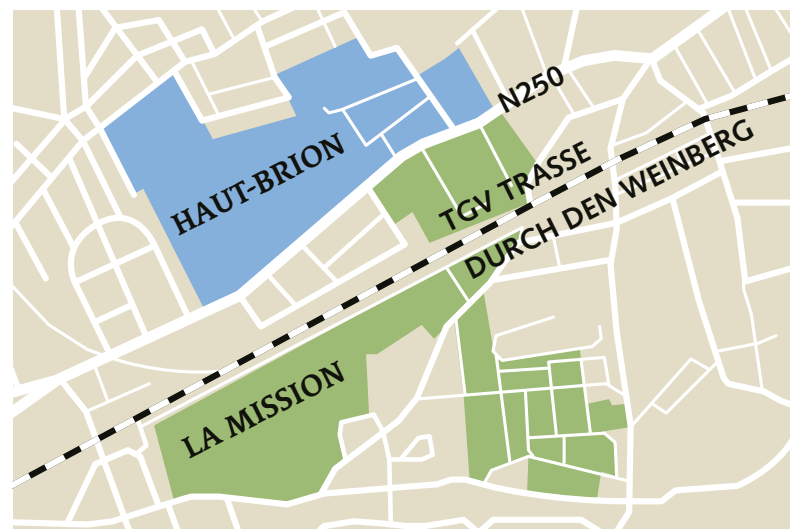 N250
HAUT-BRION
TGV TRASSE
DURCH DEN WEINBERG
LA MISSION